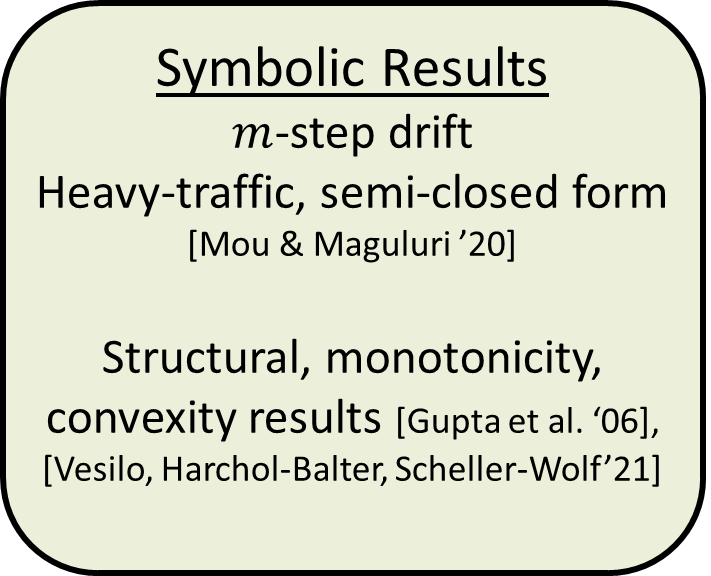 Symbolic Results
𝑚-step drift
Heavy-traffic, semi-closed form
[Mou & Maguluri ’20]
Structural, monotonicity,
convexity results [Gupta et al. ‘06],
[Vesilo, Harchol-Balter, Scheller-Wolf’21]